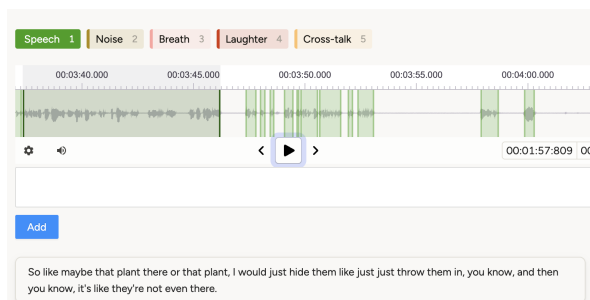 Speech 1 Noise 2 Breath 3 Laughter 4 Cross-talk 5
00:03:40.000 00:03:45.000 00:03:50.000 00:03:55.000 00:04:00.000
00:01:57:809 00
Add
So like maybe that plant there or that plant, I would just hide them like just just throw them in, you know, and then
you know, it's like they're not even there.